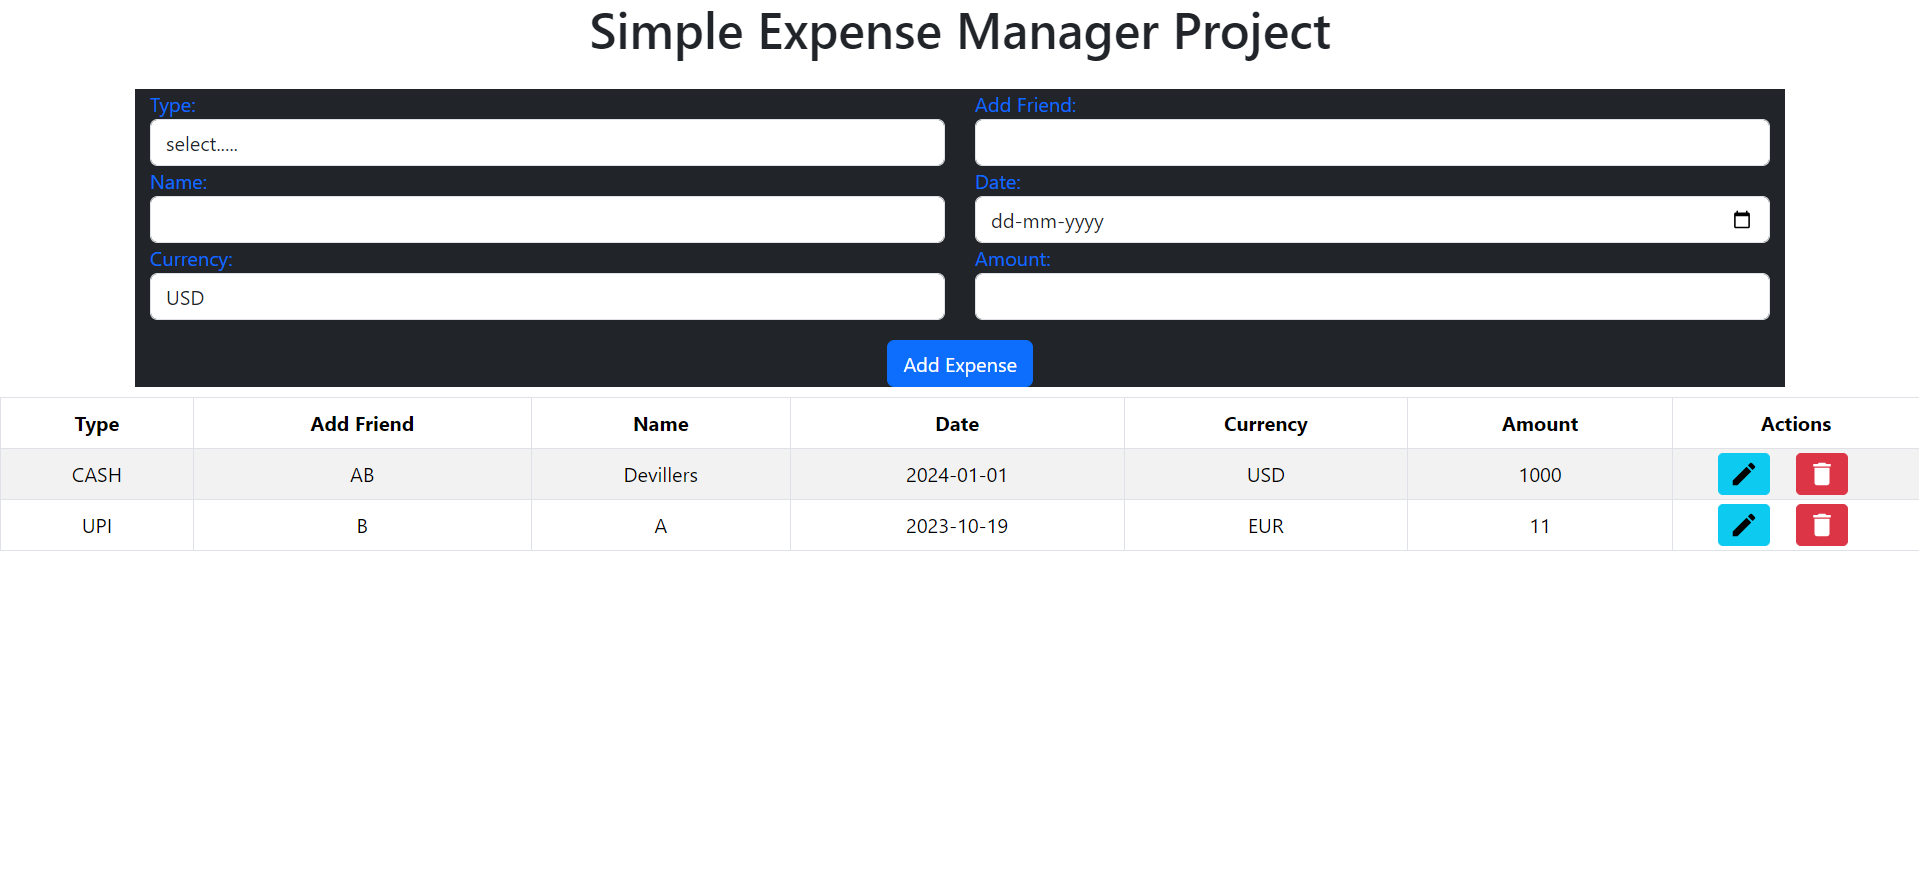 Simple Expense Manager Project
Type: Add Friend:
select.....
Name: Date:
dd-mm-yyyy
Currency: Amount:
USD
Add Expense
Type Add Friend Name Date Currency Amount Actions
CASH AB Devillers 2024-01-01 USD 1000
UPI B A 2023-10-19 EUR 11